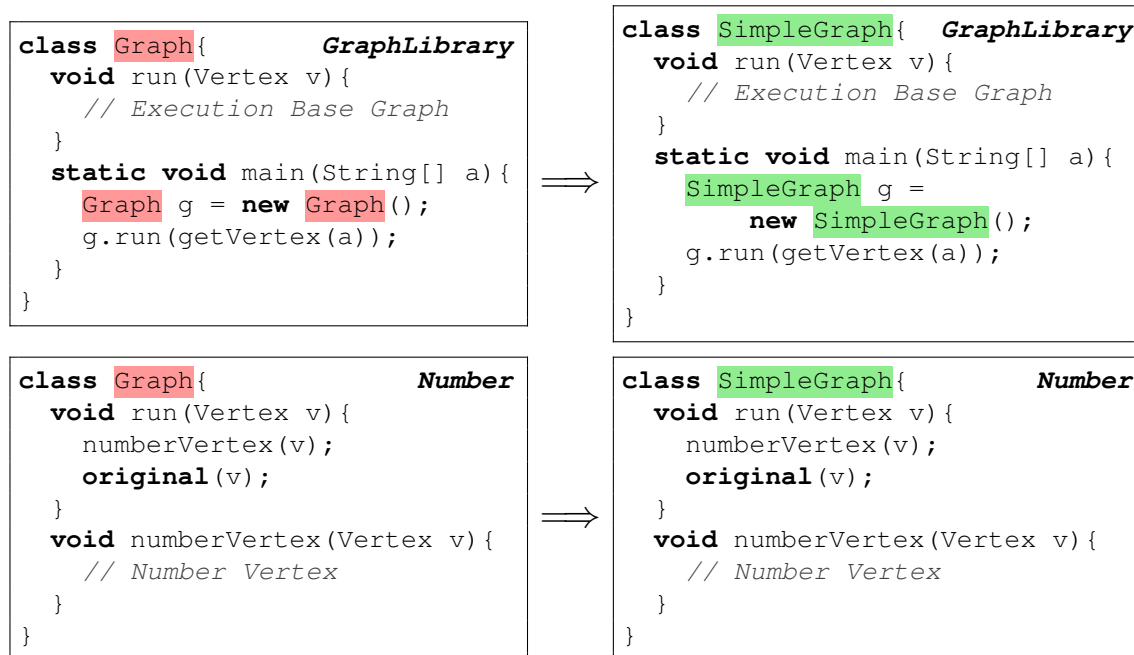 class Graph{ GraphLibrary
void run(Vertex v){
// Execution Base Graph
}
static void main(String[] a){
Graph g = new Graph();
g.run(getVertex(a));
}
}
⟹
class SimpleGraph{ GraphLibrary
void run(Vertex v){
// Execution Base Graph
}
static void main(String[] a){
SimpleGraph g =
new SimpleGraph();
g.run(getVertex(a));
}
}
class Graph{ Number
void run(Vertex v){
numberVertex(v);
original(v);
}
void numberVertex(Vertex v){
// Number Vertex
}
}
⟹
class SimpleGraph{ Number
void run(Vertex v){
numberVertex(v);
original(v);
}
void numberVertex(Vertex v){
// Number Vertex
}
}